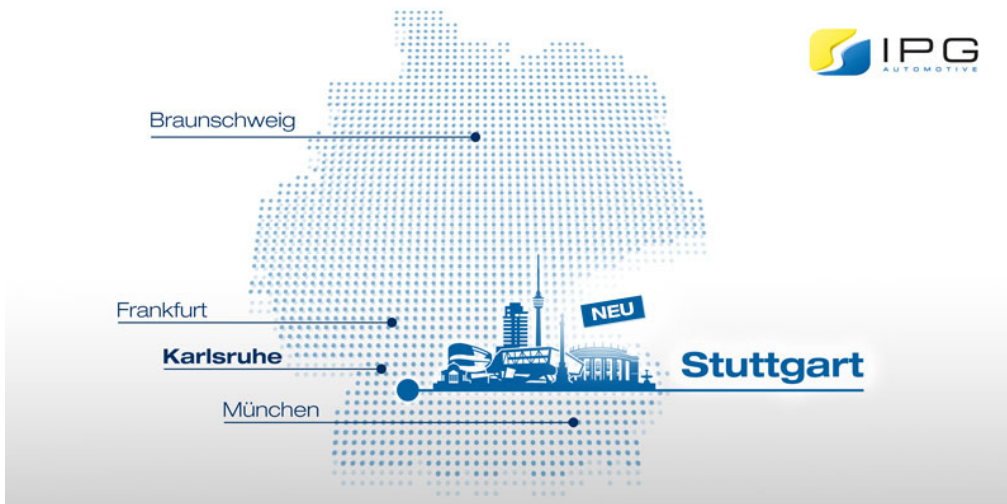 IPG
AUTOMOTIVE
Braunschweig
Frankfurt
NEU
Karlsruhe
Stuttgart
München